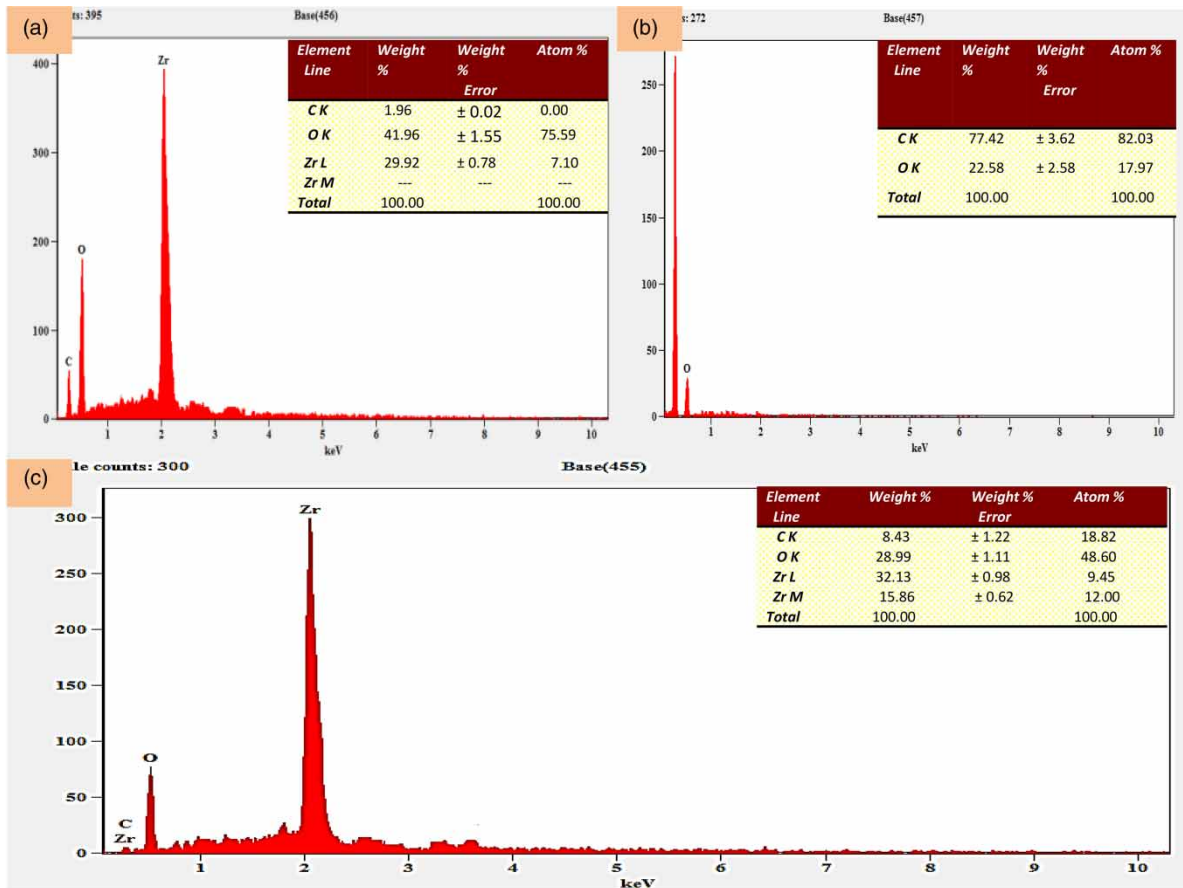 (a)
ts: 395
Base(456)
Element Line Weight % Weight % Error Atom %
C K 1.96 ± 0.02 0.00
O K 41.96 ± 1.55 75.59
Zr L 29.92 ± 0.78 7.10
Zr M --- --- ---
Total 100.00 100.00
400
300
200
100
0
Zr
O
C
1 2 3 4 5 6 7 8 9 10
keV
(b)
s: 272
Base(457)
Element Line Weight % Weight % Error Atom %
C K 77.42 ± 3.62 82.03
O K 22.58 ± 2.58 17.97
Total 100.00 100.00
250
200
150
100
50
0
O
1 2 3 4 5 6 7 8 9 10
keV
(c)
le counts: 300
Base(455)
Element Line Weight % Weight % Error Atom %
C K 8.43 ± 1.22 18.82
O K 28.99 ± 1.11 48.60
Zr L 32.13 ± 0.98 9.45
Zr M 15.86 ± 0.62 12.00
Total 100.00 100.00
300
250
200
150
100
50
0
Zr
O
C
Zr
1 2 3 4 5 6 7 8 9 10
keV